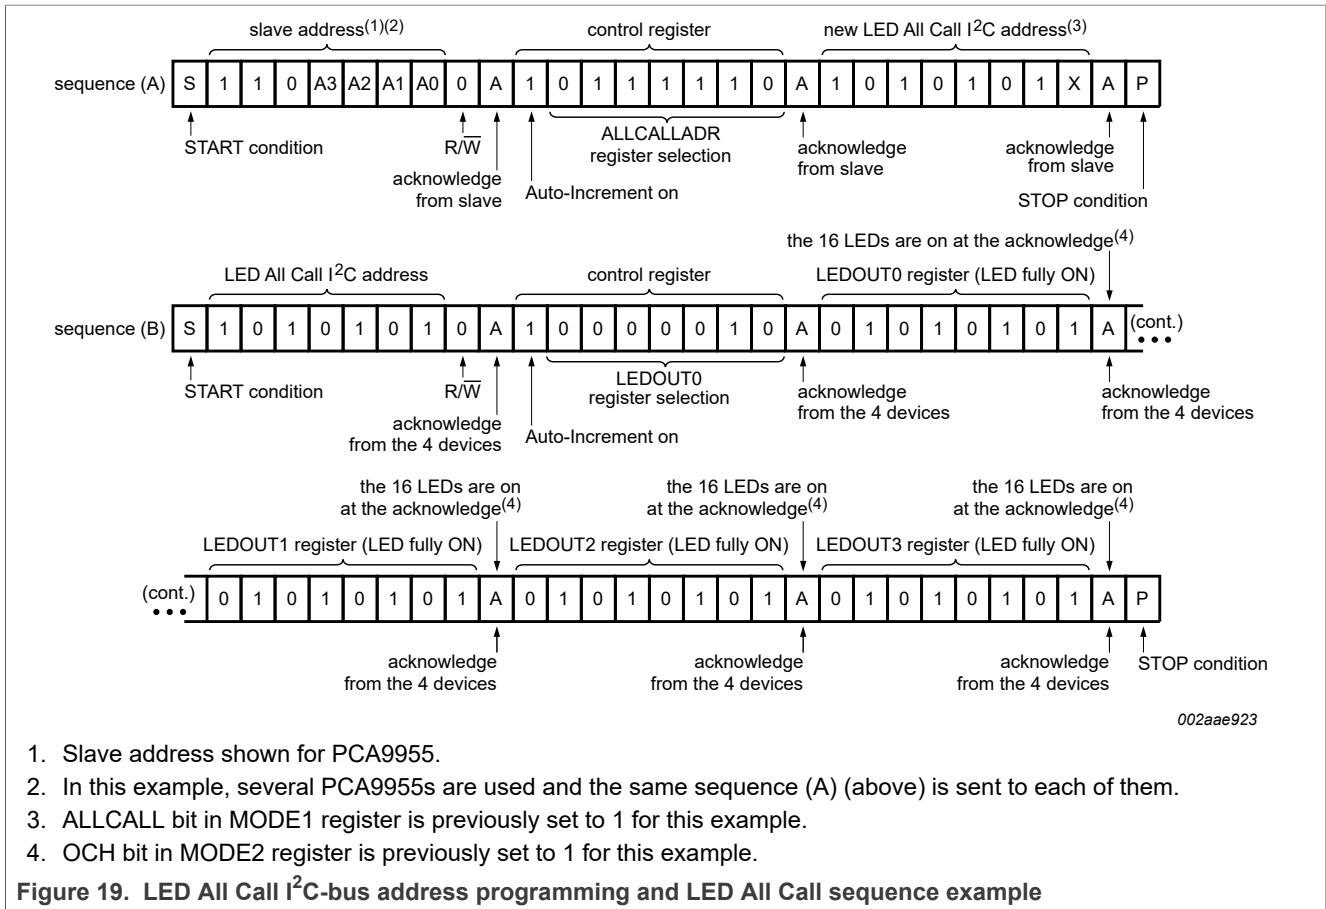 slave address(1)(2) control register new LED All Call I2C address(3)
sequence (A) S 1 1 0 A3 A2 A1 A0 0 A 1 0 1 1 1 1 1 0 A 1 0 1 0 1 0 1 X A P
START condition R/W ALLCALLADR acknowledge acknowledge
register selection from slave from slave
acknowledge
from slave Auto-Increment on STOP condition
the 16 LEDs are on at the acknowledge(4)
LED All Call I2C address control register LEDOUT0 register (LED fully ON)
sequence (B) S 1 0 1 0 1 0 1 0 A 1 0 0 0 0 0 1 0 A 0 1 0 1 0 1 0 1 A (cont.)
START condition R/W LEDOUT0 acknowledge acknowledge
register selection from the 4 devices from the 4 devices
acknowledge
from the 4 devices Auto-Increment on
the 16 LEDs are on the 16 LEDs are on the 16 LEDs are on
at the acknowledge(4) at the acknowledge(4) at the acknowledge(4)
LEDOUT1 register (LED fully ON) LEDOUT2 register (LED fully ON) LEDOUT3 register (LED fully ON)
(cont.) 0 1 0 1 0 1 0 1 A 0 1 0 1 0 1 0 1 A 0 1 0 1 0 1 0 1 A P
acknowledge acknowledge acknowledge STOP condition
from the 4 devices from the 4 devices from the 4 devices
002aae923
1. Slave address shown for PCA9955.
2. In this example, several PCA9955s are used and the same sequence (A) (above) is sent to each of them.
3. ALLCALL bit in MODE1 register is previously set to 1 for this example.
4. OCH bit in MODE2 register is previously set to 1 for this example.
Figure 19. LED All Call I2C-bus address programming and LED All Call sequence example